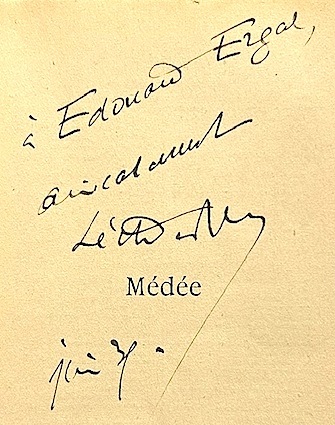 à Edouard Ergal,
amicalement
Médée
juin